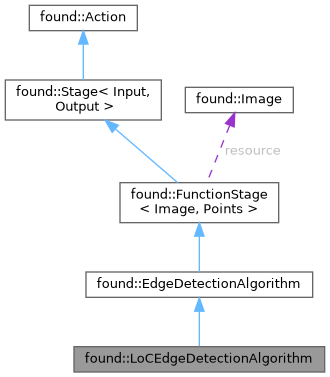 found::Action
found::Stage< Input,
Output >
found::Image
resource
found::FunctionStage
< Image, Points >
found::EdgeDetectionAlgorithm
found::LoCEdgeDetectionAlgorithm